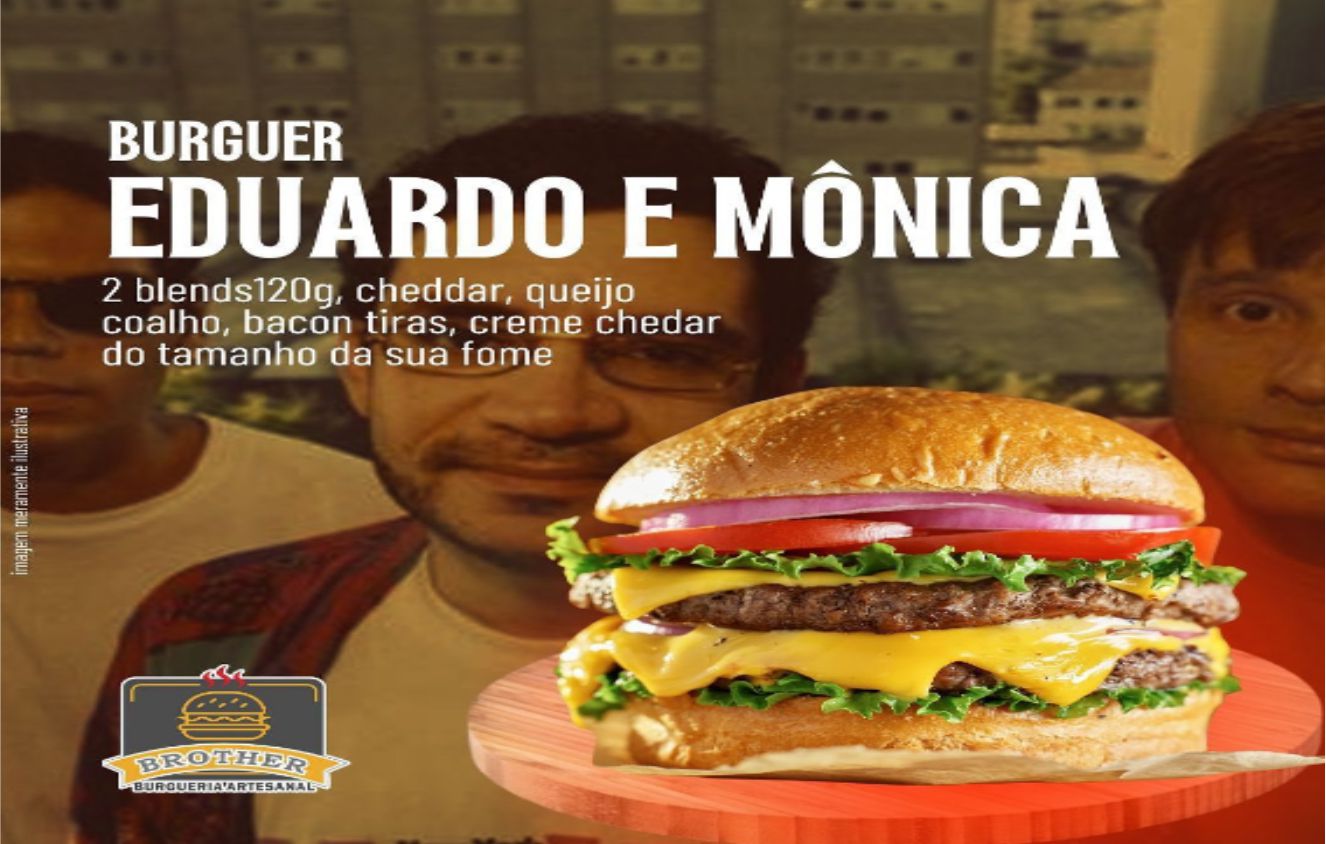 BURGUER
EDUARDO E MÔNICA
2 blends120g, cheddar, queijo
coalho, bacon tiras, creme chedar
do tamanho da sua fome
imagem meramente ilustrativa
BROTHER
BURGUERIA ARTESANAL